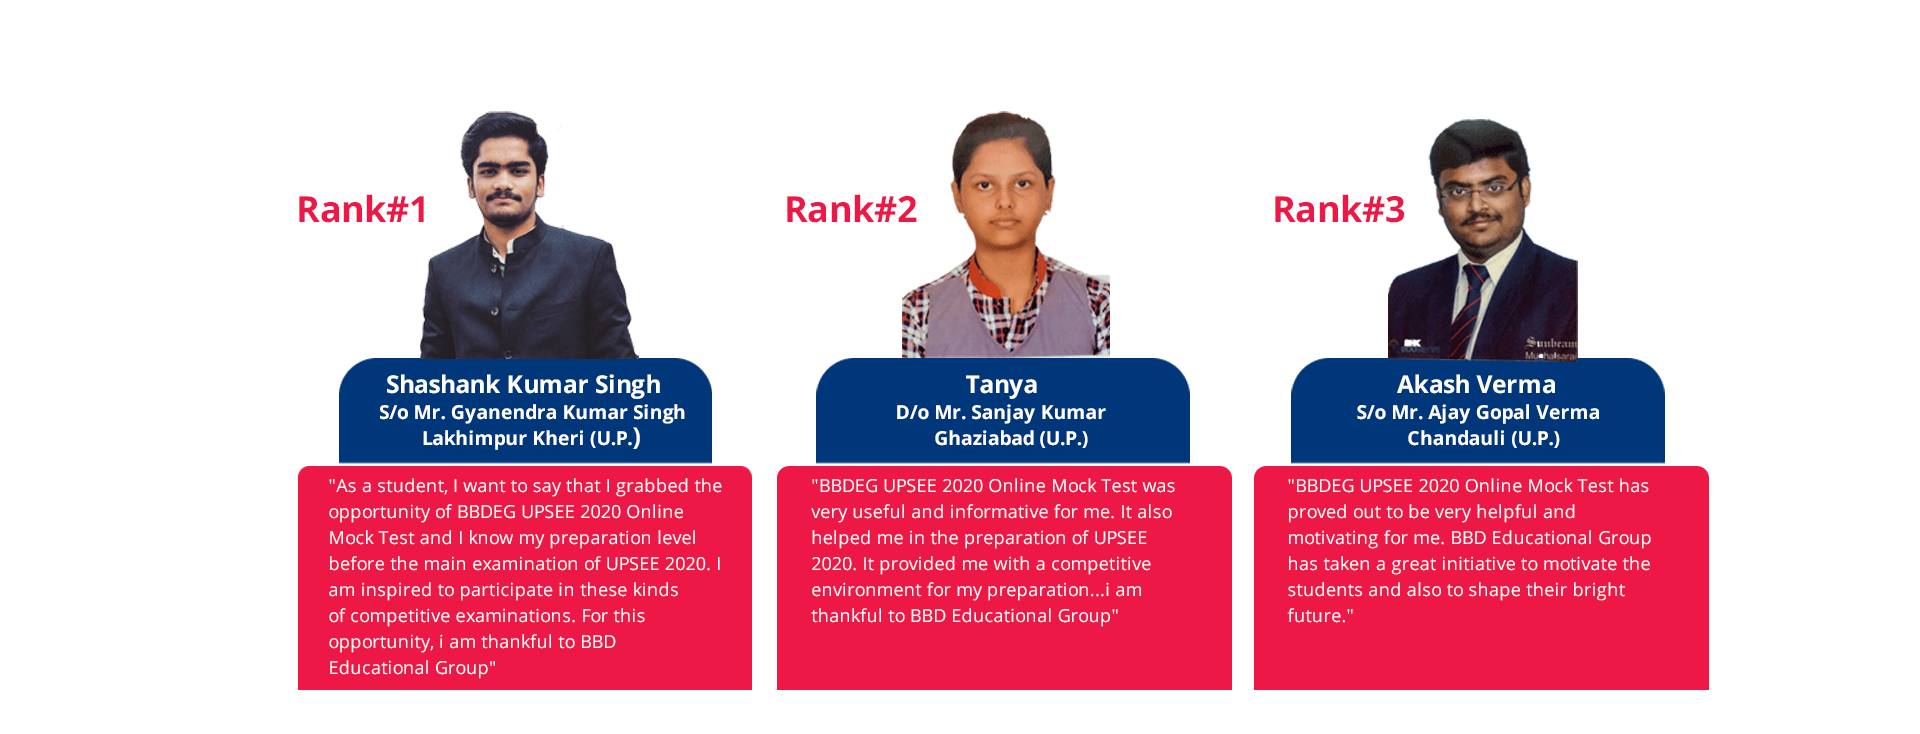 Rank#1
Shashank Kumar Singh
S/o Mr. Gyanendra Kumar Singh
Lakhimpur Kheri (U.P.)
"As a student, I want to say that I grabbed the
opportunity of BBDEG UPSEE 2020 Online
Mock Test and I know my preparation level
before the main examination of UPSEE 2020. I
am inspired to participate in these kinds
of competitive examinations. For this
opportunity, i am thankful to BBD
Educational Group"
Rank#2
Tanya
D/o Mr. Sanjay Kumar
Ghaziabad (U.P.)
"BBDEG UPSEE 2020 Online Mock Test was
very useful and informative for me. It also
helped me in the preparation of UPSEE
2020. It provided me with a competitive
environment for my preparation...i am
thankful to BBD Educational Group"
Rank#3
Sunbeam
Akash Verma
S/o Mr. Ajay Gopal Verma
Chandauli (U.P.)
"BBDEG UPSEE 2020 Online Mock Test has
proved out to be very helpful and
motivating for me. BBD Educational Group
has taken a great initiative to motivate the
students and also to shape their bright
future."